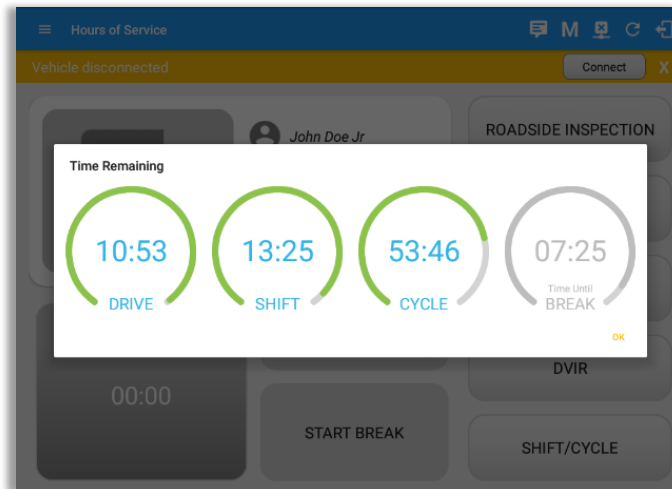 Hours of Service
M
Vehicle disconnected
Connect
X
John Doe Jr
ROADSIDE INSPECTION
Time Remaining
10:53
DRIVE
13:25
SHIFT
53:46
CYCLE
07:25
Time Until
BREAK
OK
DVIR
00:00
START BREAK
SHIFT/CYCLE